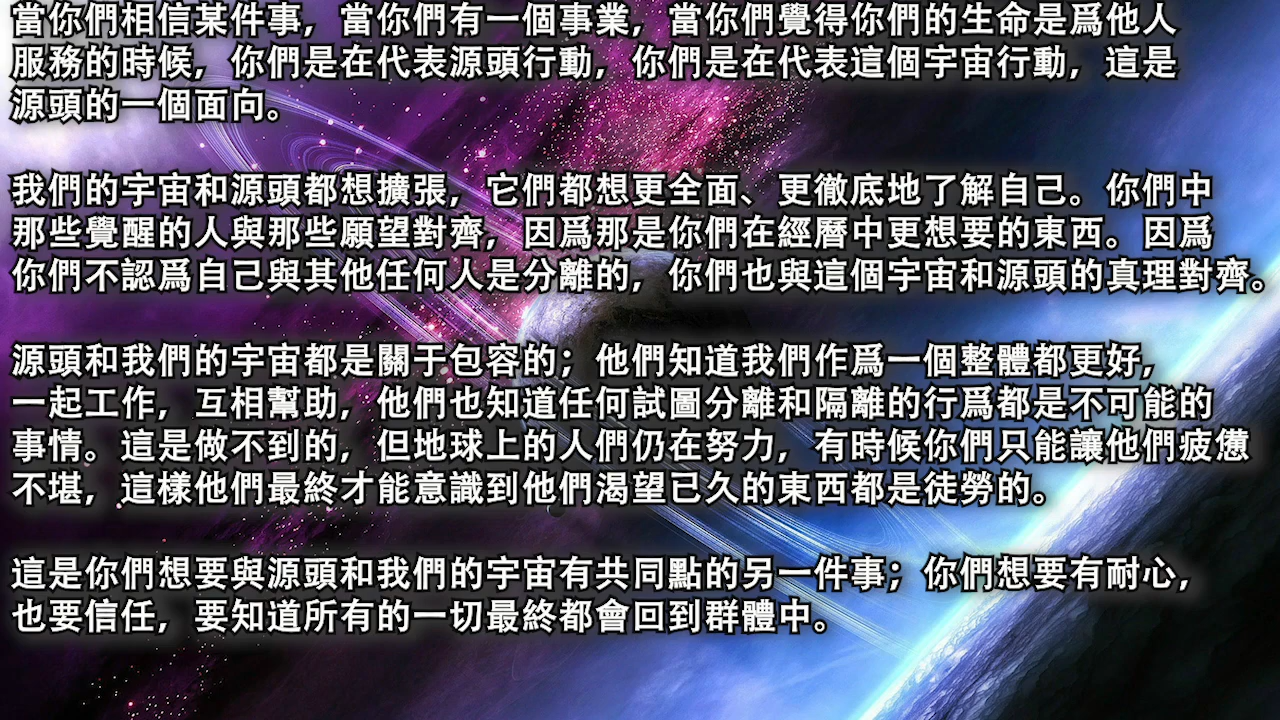 當你們相信某件事，當你們有一個事業，當你們覺得你們的生命是爲他人
服務的時候，你們是在代表源頭行動，你們是在代表這個宇宙行動，這是
源頭的一個面向。
我們的宇宙和源頭都想擴張，它們都想更全面、更徹底地了解自己。你們中
那些覺醒的人與那些願望對齊，因爲那是你們在經曆中更想要的東西。因爲
你們不認爲自己與其他任何人是分離的，你們也與這個宇宙和源頭的真理對齊。
源頭和我們的宇宙都是關于包容的；他們知道我們作爲一個整體都更好，
一起工作，互相幫助，他們也知道任何試圖分離和隔離的行爲都是不可能的
事情。這是做不到的，但地球上的人們仍在努力，有時候你們只能讓他們疲憊
不堪，這樣他們最終才能意識到他們渴望已久的東西都是徒勞的。
這是你們想要與源頭和我們的宇宙有共同點的另一件事；你們想要有耐心，
也要信任，要知道所有的一切最終都會回到群體中。